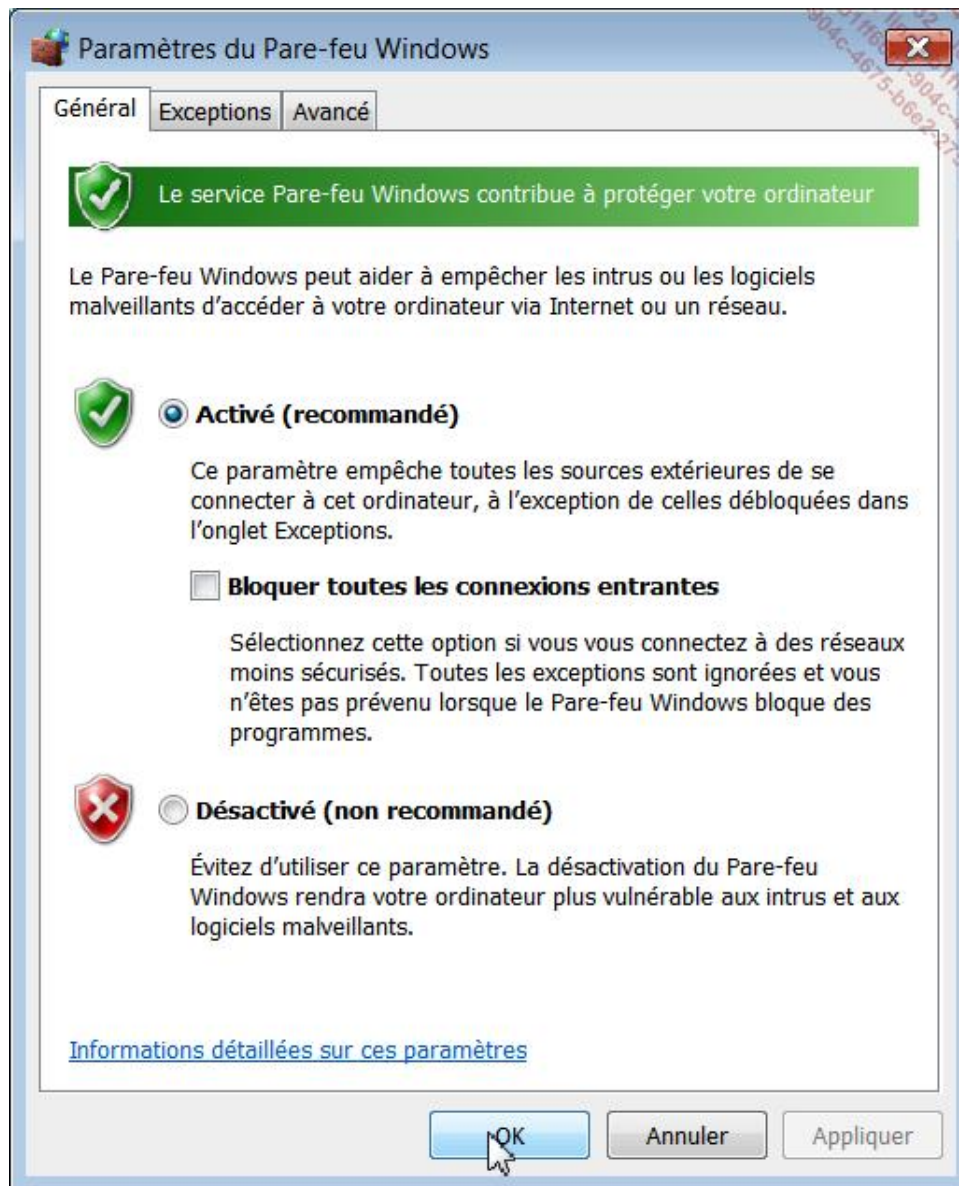 Paramètres du Pare-feu Windows
Général Exceptions Avancé
Le service Pare-feu Windows contribue à protéger votre ordinateur
Le Pare-feu Windows peut aider à empêcher les intrus ou les logiciels
malveillants d’accéder à votre ordinateur via Internet ou un réseau.
Activé (recommandé)
Ce paramètre empêche toutes les sources extérieures de se
connecter à cet ordinateur, à l’exception de celles débloquées dans
l’onglet Exceptions.
Bloquer toutes les connexions entrantes
Sélectionnez cette option si vous vous connectez à des réseaux
moins sécurisés. Toutes les exceptions sont ignorées et vous
n’êtes pas prévenu lorsque le Pare-feu Windows bloque des
programmes.
Désactivé (non recommandé)
Évitez d’utiliser ce paramètre. La désactivation du Pare-feu
Windows rendra votre ordinateur plus vulnérable aux intrus et aux
logiciels malveillants.
Informations détaillées sur ces paramètres
OK Annuler Appliquer